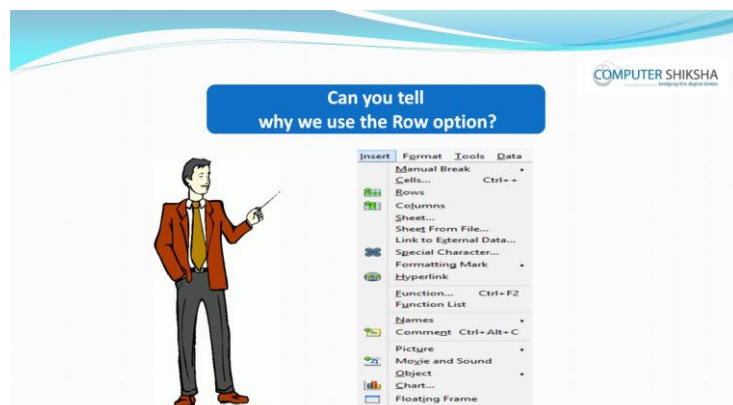 COMPUTER SHIKSHA
bridging the digital divide
Can you tell
why we use the Row option?
Insert Format Tools Data
Manual Break
Cells... Ctrl++
Rows
Columns
Sheet...
Sheet From File...
Link to External Data...
Special Character...
Formatting Mark
Hyperlink
Function... Ctrl+F2
Function List
Names
Comment Ctrl+Alt+C
Picture
Movie and Sound
Object
Chart...
Floating Frame